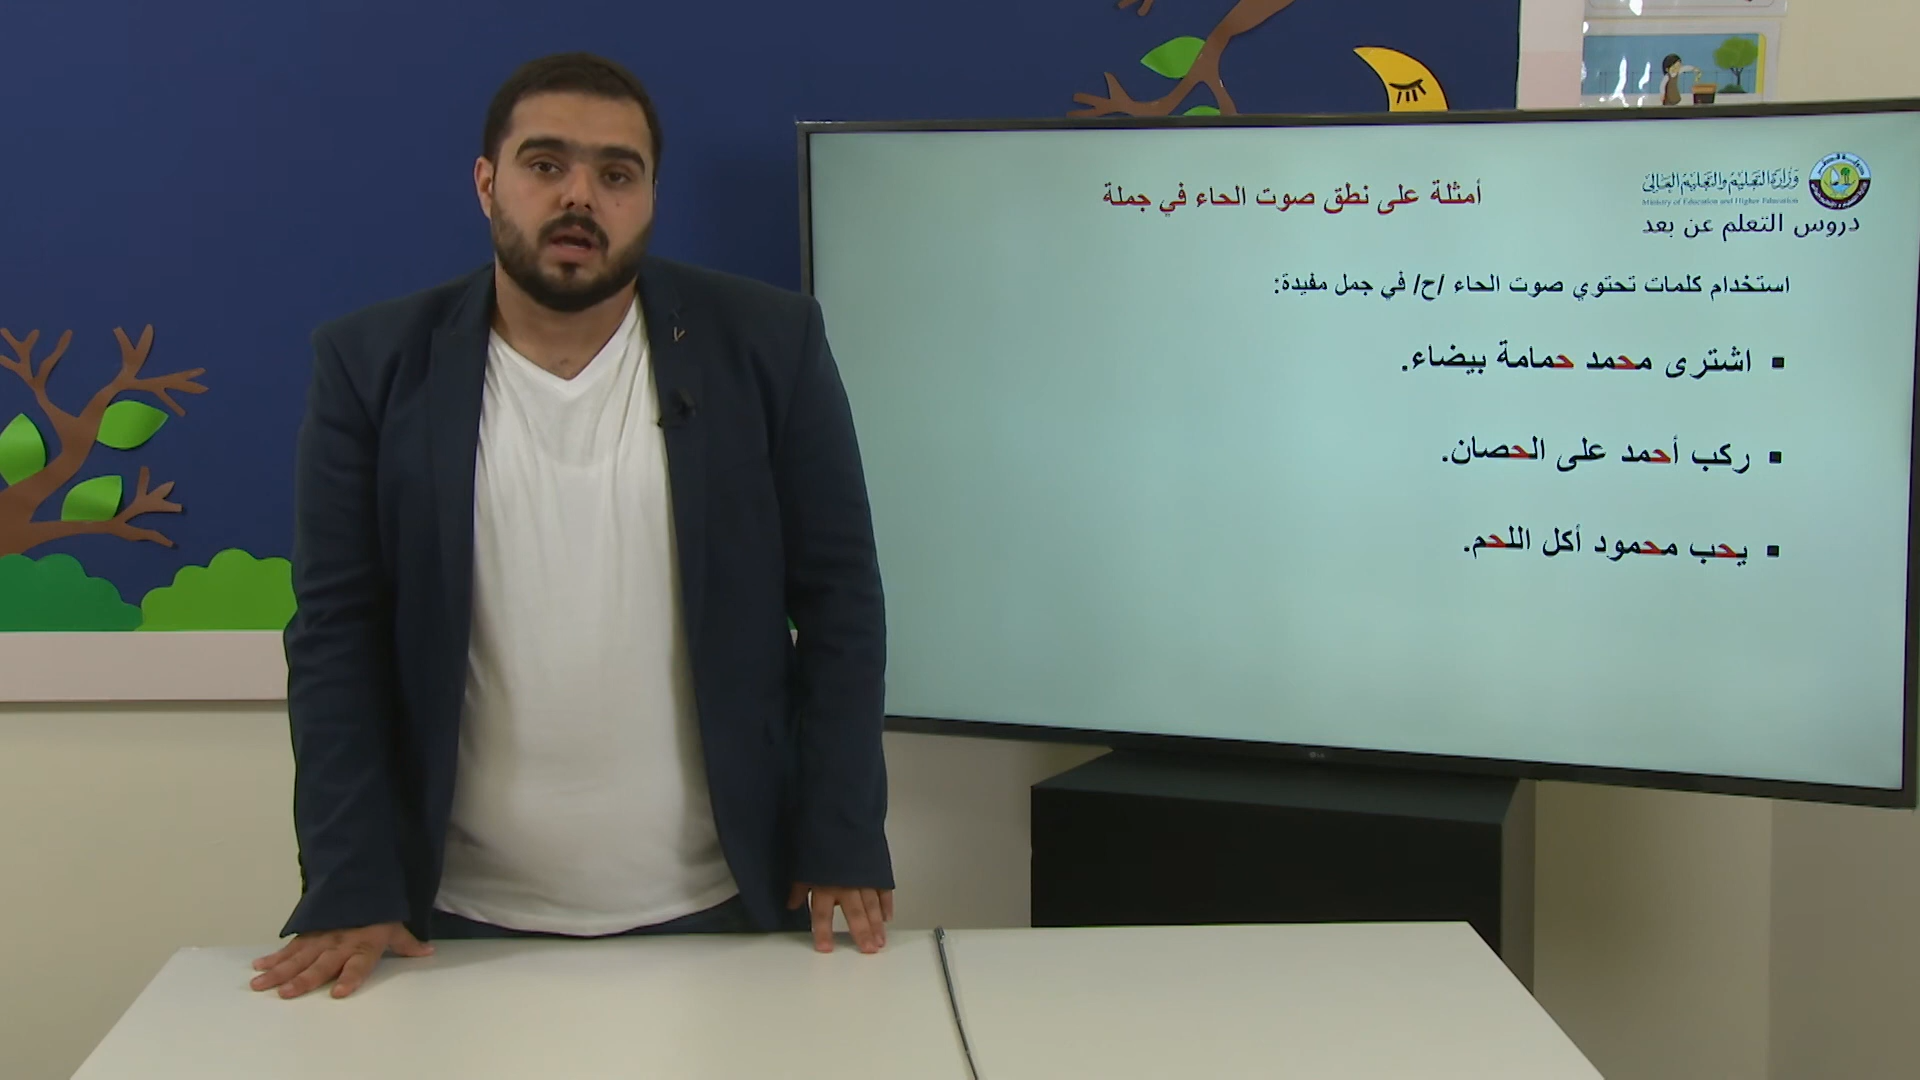 وزارة التعليم والتعليم العالي
Ministry of Education and Higher Education
دروس التعلم عن بعد
أمثلة على نطق صوت الحاء في جملة
استخدام كلمات تحتوي صوت الحاء /ح/ في جمل مفيدة:
▪ اشترى محمد حمامة بيضاء.
▪ ركب أحمد على الحصان.
▪ يحب محمود أكل اللحم.
LG